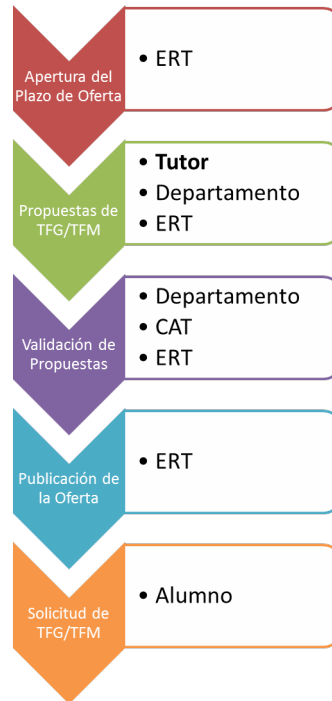 Apertura del
Plazo de Oferta
• ERT
Propuestas de
TFG/TFM
• Tutor
• Departamento
• ERT
Validación de
Propuestas
• Departamento
• CAT
• ERT
Publicación de
la Oferta
• ERT
Solicitud de
TFG/TFM
• Alumno